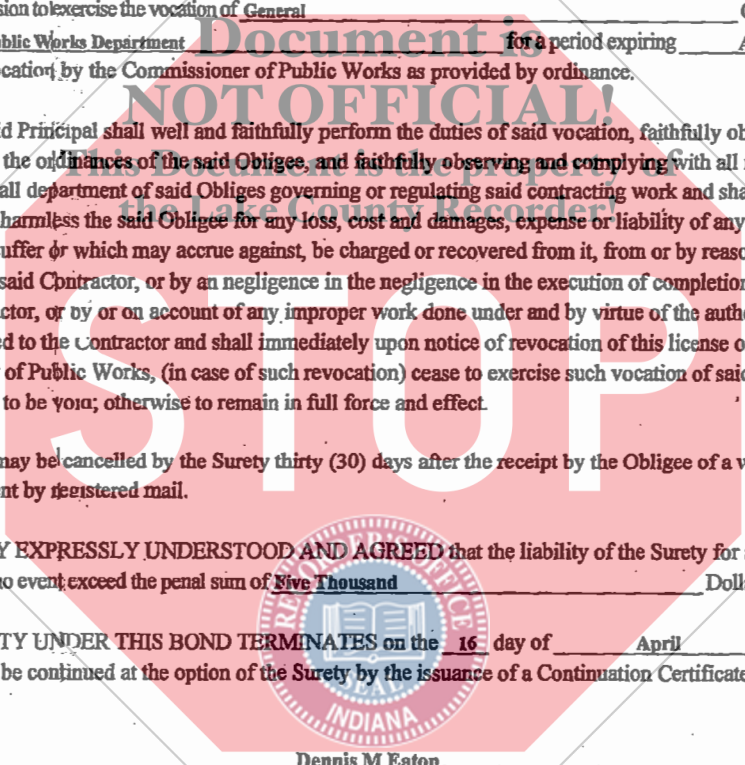 sion to exercise the vocation of General
Document is
blic Works Department for a period expiring
cation by the Commissioner of Public Works as provided by ordinance.
NOT OFFICIAL!
d Principal shall well and faithfully perform the duties of said vocation, faithfully ob
the ordinances of the said Obligee, and faithfully observing and complying with all
This Document is the property of
all department of said Obliges governing or regulating said contracting work and sha
the Lake County Recorder!
harmless the said Obligee for any loss, cost and damages, expense or liability of any
uffer or which may accrue against, be charged or recovered from it, from or by reaso
said Contractor, or by an negligence in the negligence in the execution of completion
ctor, or by or on account of any improper work done under and by virtue of the autho
ed to the Contractor and shall immediately upon notice of revocation of this license o
of Public Works, (in case of such revocation) cease to exercise such vocation of said
to be void; otherwise to remain in full force and effect.
STOP
may be cancelled by the Surety thirty (30) days after the receipt by the Obligee of a w
nt by registered mail.
Y EXPRESSLY UNDERSTOOD AND AGREED that the liability of the Surety for
no event exceed the penal sum of Five Thousand Doll
TY UNDER THIS BOND TERMINATES on the 16 day of April
be continued at the option of the Surety by the issuance of a Continuation Certificate
RECORDER'S OFFICE
SEAL
INDIANA
Dennis M Eaton